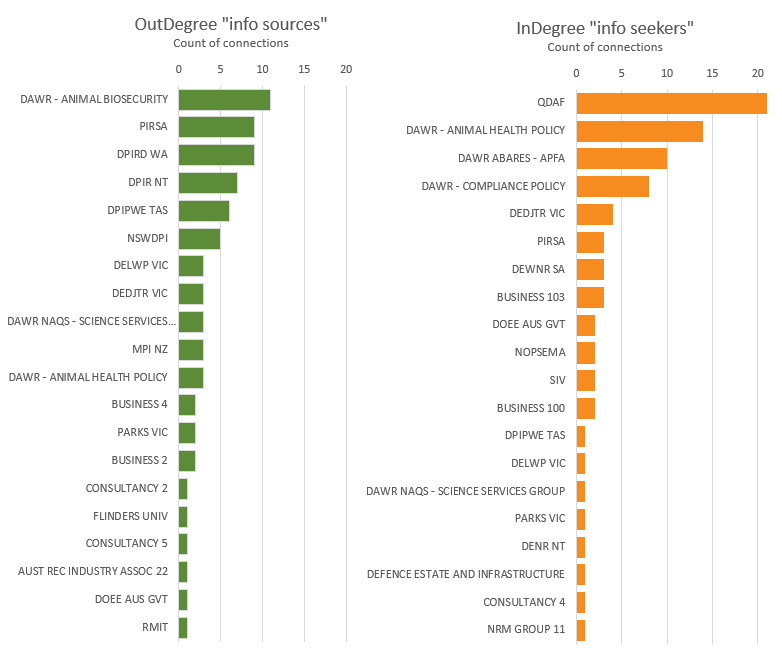 OutDegree "info sources"
Count of connections
0 5 10 15 20
DAWR - ANIMAL BIOSECURITY
PIRSA
DPIRD WA
DPIR NT
DPIPWE TAS
NSWDPI
DELWP VIC
DEDJTR VIC
DAWR NAQS - SCIENCE SERVICES...
MPI NZ
DAWR - ANIMAL HEALTH POLICY
BUSINESS 4
PARKS VIC
BUSINESS 2
CONSULTANCY 2
FLINDERS UNIV
CONSULTANCY 5
AUST REC INDUSTRY ASSOC 22
DOEE AUS GVT
RMIT
InDegree "info seekers"
Count of connections
0 5 10 15 20
QDAF
DAWR - ANIMAL HEALTH POLICY
DAWR ABARES - APFA
DAWR - COMPLIANCE POLICY
DEDJTR VIC
PIRSA
DEWNR SA
BUSINESS 103
DOEE AUS GVT
NOPSEMA
SIV
BUSINESS 100
DPIPWE TAS
DELWP VIC
DAWR NAQS - SCIENCE SERVICES GROUP
PARKS VIC
DENR NT
DEFENCE ESTATE AND INFRASTRUCTURE
CONSULTANCY 4
NRM GROUP 11